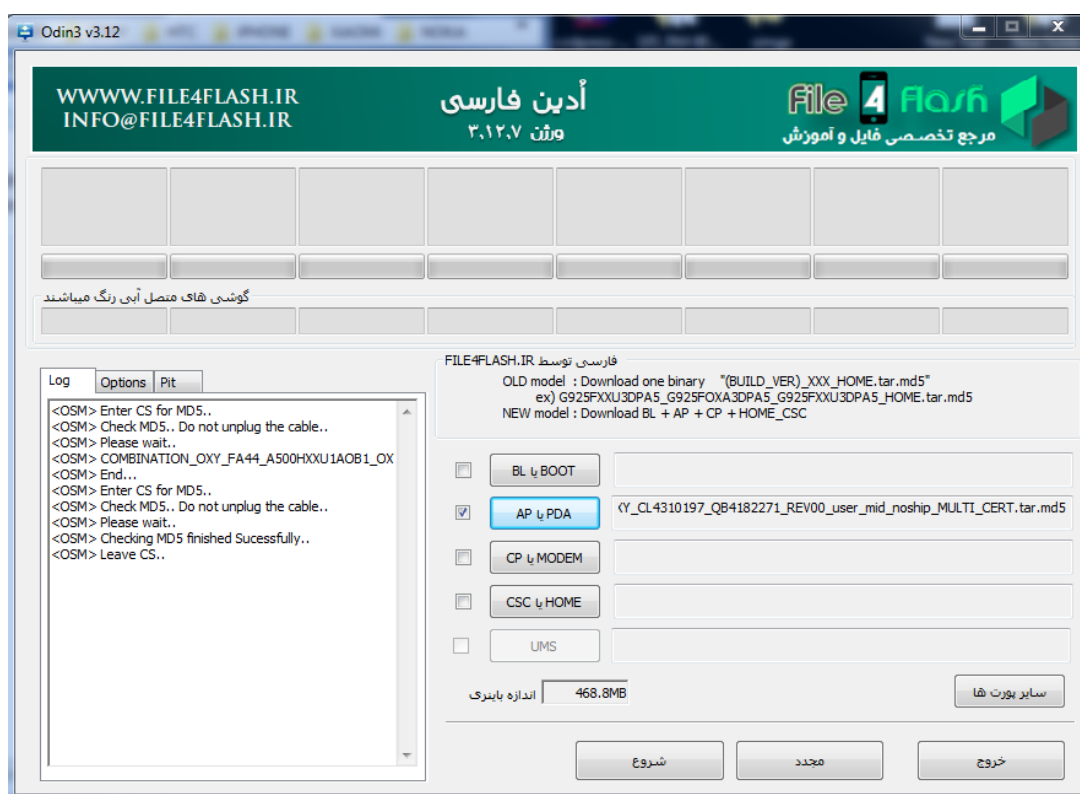 Odin3 v3.12
WWWW.FILE4FLASH.IR
INFO@FILE4FLASH.IR
اُدین فارسی
ورژن ۳.۱۲.۷
File 4 Flash
مرجع تخصصی فایل و آموزش
گوشی های متصل آبی رنگ میباشند
Log
Options
Pit
<OSM> Enter CS for MD5..
<OSM> Check MD5.. Do not unplug the cable..
<OSM> Please wait..
<OSM> COMBINATION_OXY_FA44_A500HXXU1AOB1_OX
<OSM> End...
<OSM> Enter CS for MD5..
<OSM> Check MD5.. Do not unplug the cable..
<OSM> Please wait..
<OSM> Checking MD5 finished Sucessfully..
<OSM> Leave CS..
فارسی توسط FILE4FLASH.IR
OLD model : Download one binary "(BUILD_VER)_XXX_HOME.tar.md5"
ex) G925FXXU3DPA5_G925FOXA3DPA5_G925FXXU3DPA5_HOME.tar.md5
NEW model : Download BL + AP + CP + HOME_CSC
BL یا BOOT
AP یا PDA
Y_CL4310197_QB4182271_REV00_user_mid_noship_MULTI_CERT.tar.md5
CP یا MODEM
CSC یا HOME
UMS
اندازه باینری
468.8MB
سایر پورت ها
شروع
مجدد
خروج